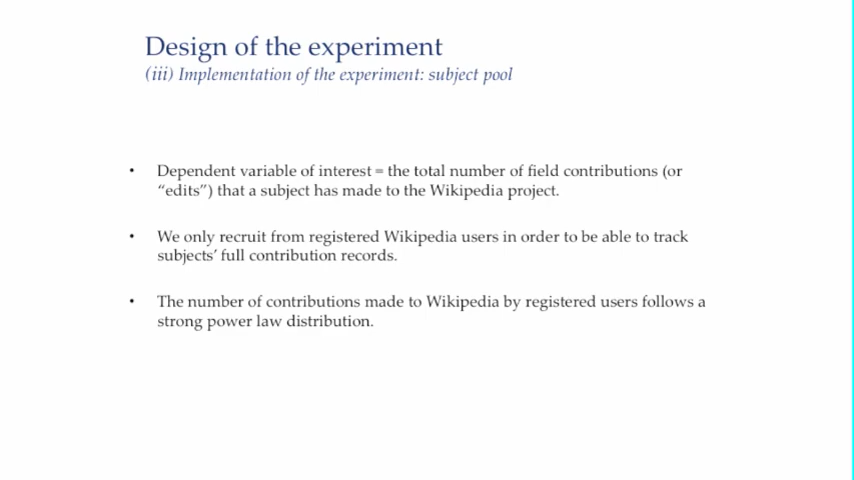 Design of the experiment
(iii) Implementation of the experiment: subject pool
• Dependent variable of interest = the total number of field contributions (or
“edits”) that a subject has made to the Wikipedia project.
• We only recruit from registered Wikipedia users in order to be able to track
subjects’ full contribution records.
• The number of contributions made to Wikipedia by registered users follows a
strong power law distribution.